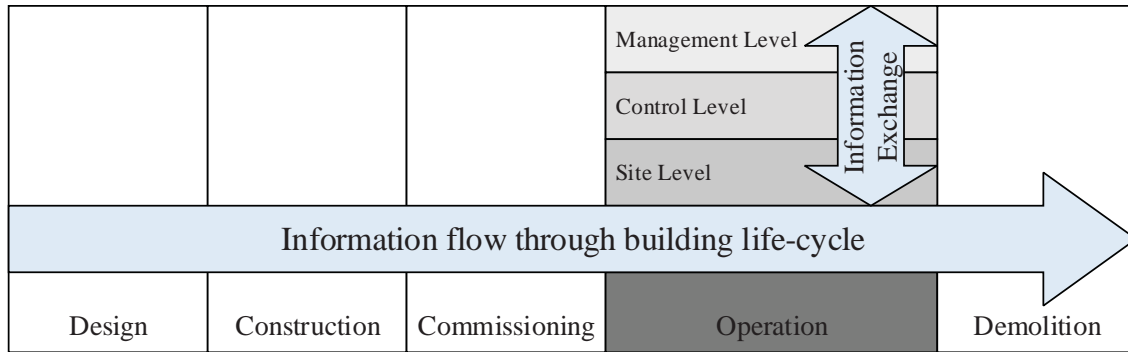 Management Level
Control Level
Site Level
Information
Exchange
Information flow through building life-cycle
Design
Construction
Commissioning
Operation
Demolition